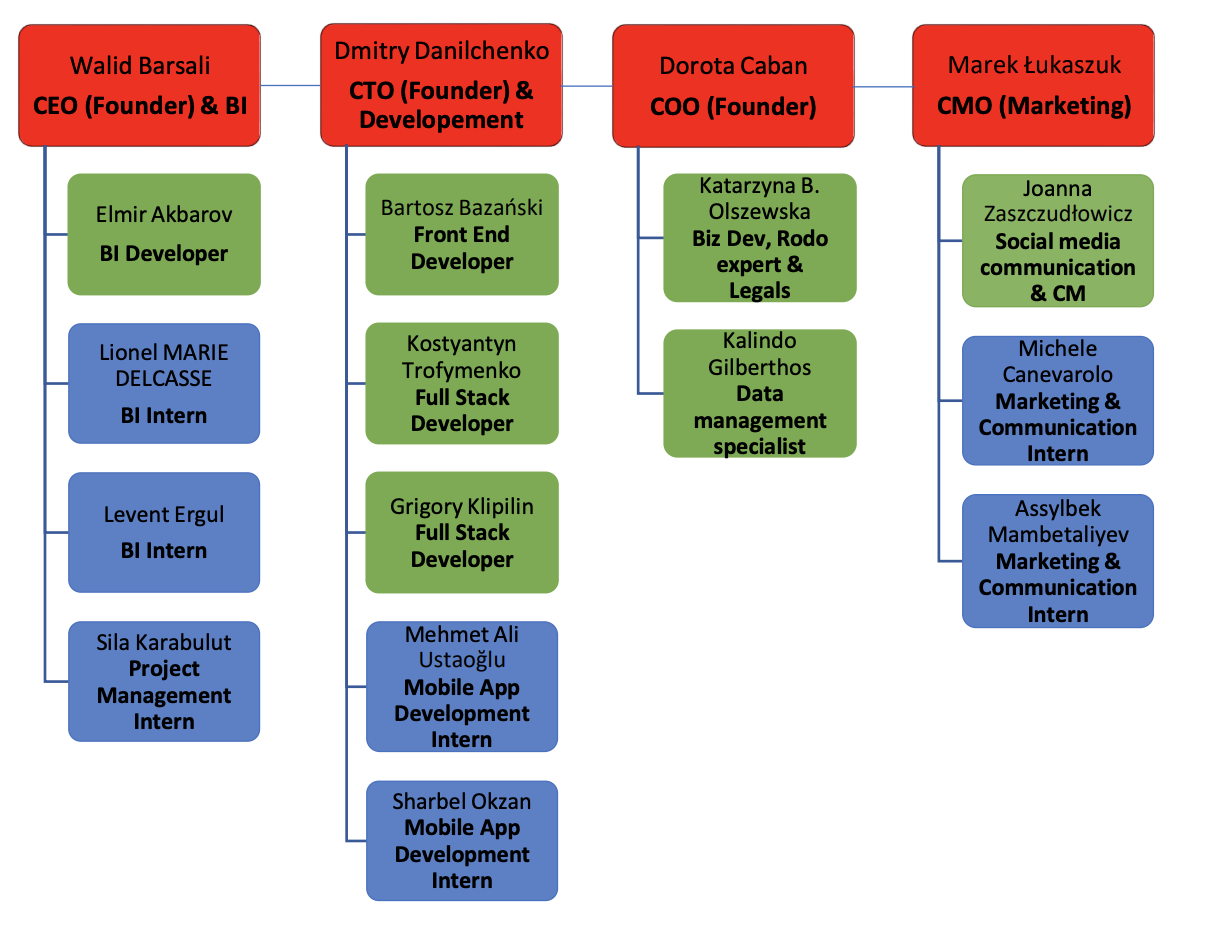 Walid Barsali
CEO (Founder) & BI
Elmir Akbarov
BI Developer
Lionel MARIE
DELCASSE
BI Intern
Levent Ergul
BI Intern
Sila Karabulut
Project
Management
Intern
Dmitry Danilchenko
CTO (Founder) &
Developement
Bartosz Bazański
Front End
Developer
Kostyantyn
Trofymenko
Full Stack
Developer
Grigory Klipilin
Full Stack
Developer
Mehmet Ali
Ustaoğlu
Mobile App
Development
Intern
Sharbel Okzan
Mobile App
Development
Intern
Dorota Caban
COO (Founder)
Katarzyna B.
Olszewska
Biz Dev, Rodo
expert &
Legals
Kalindo
Gilberthos
Data
management
specialist
Marek Łukaszuk
CMO (Marketing)
Joanna
Zaszczudłowicz
Social media
communication
& CM
Michele
Canevarolo
Marketing &
Communication
Intern
Assylbek
Mambetaliyev
Marketing &
Communication
Intern